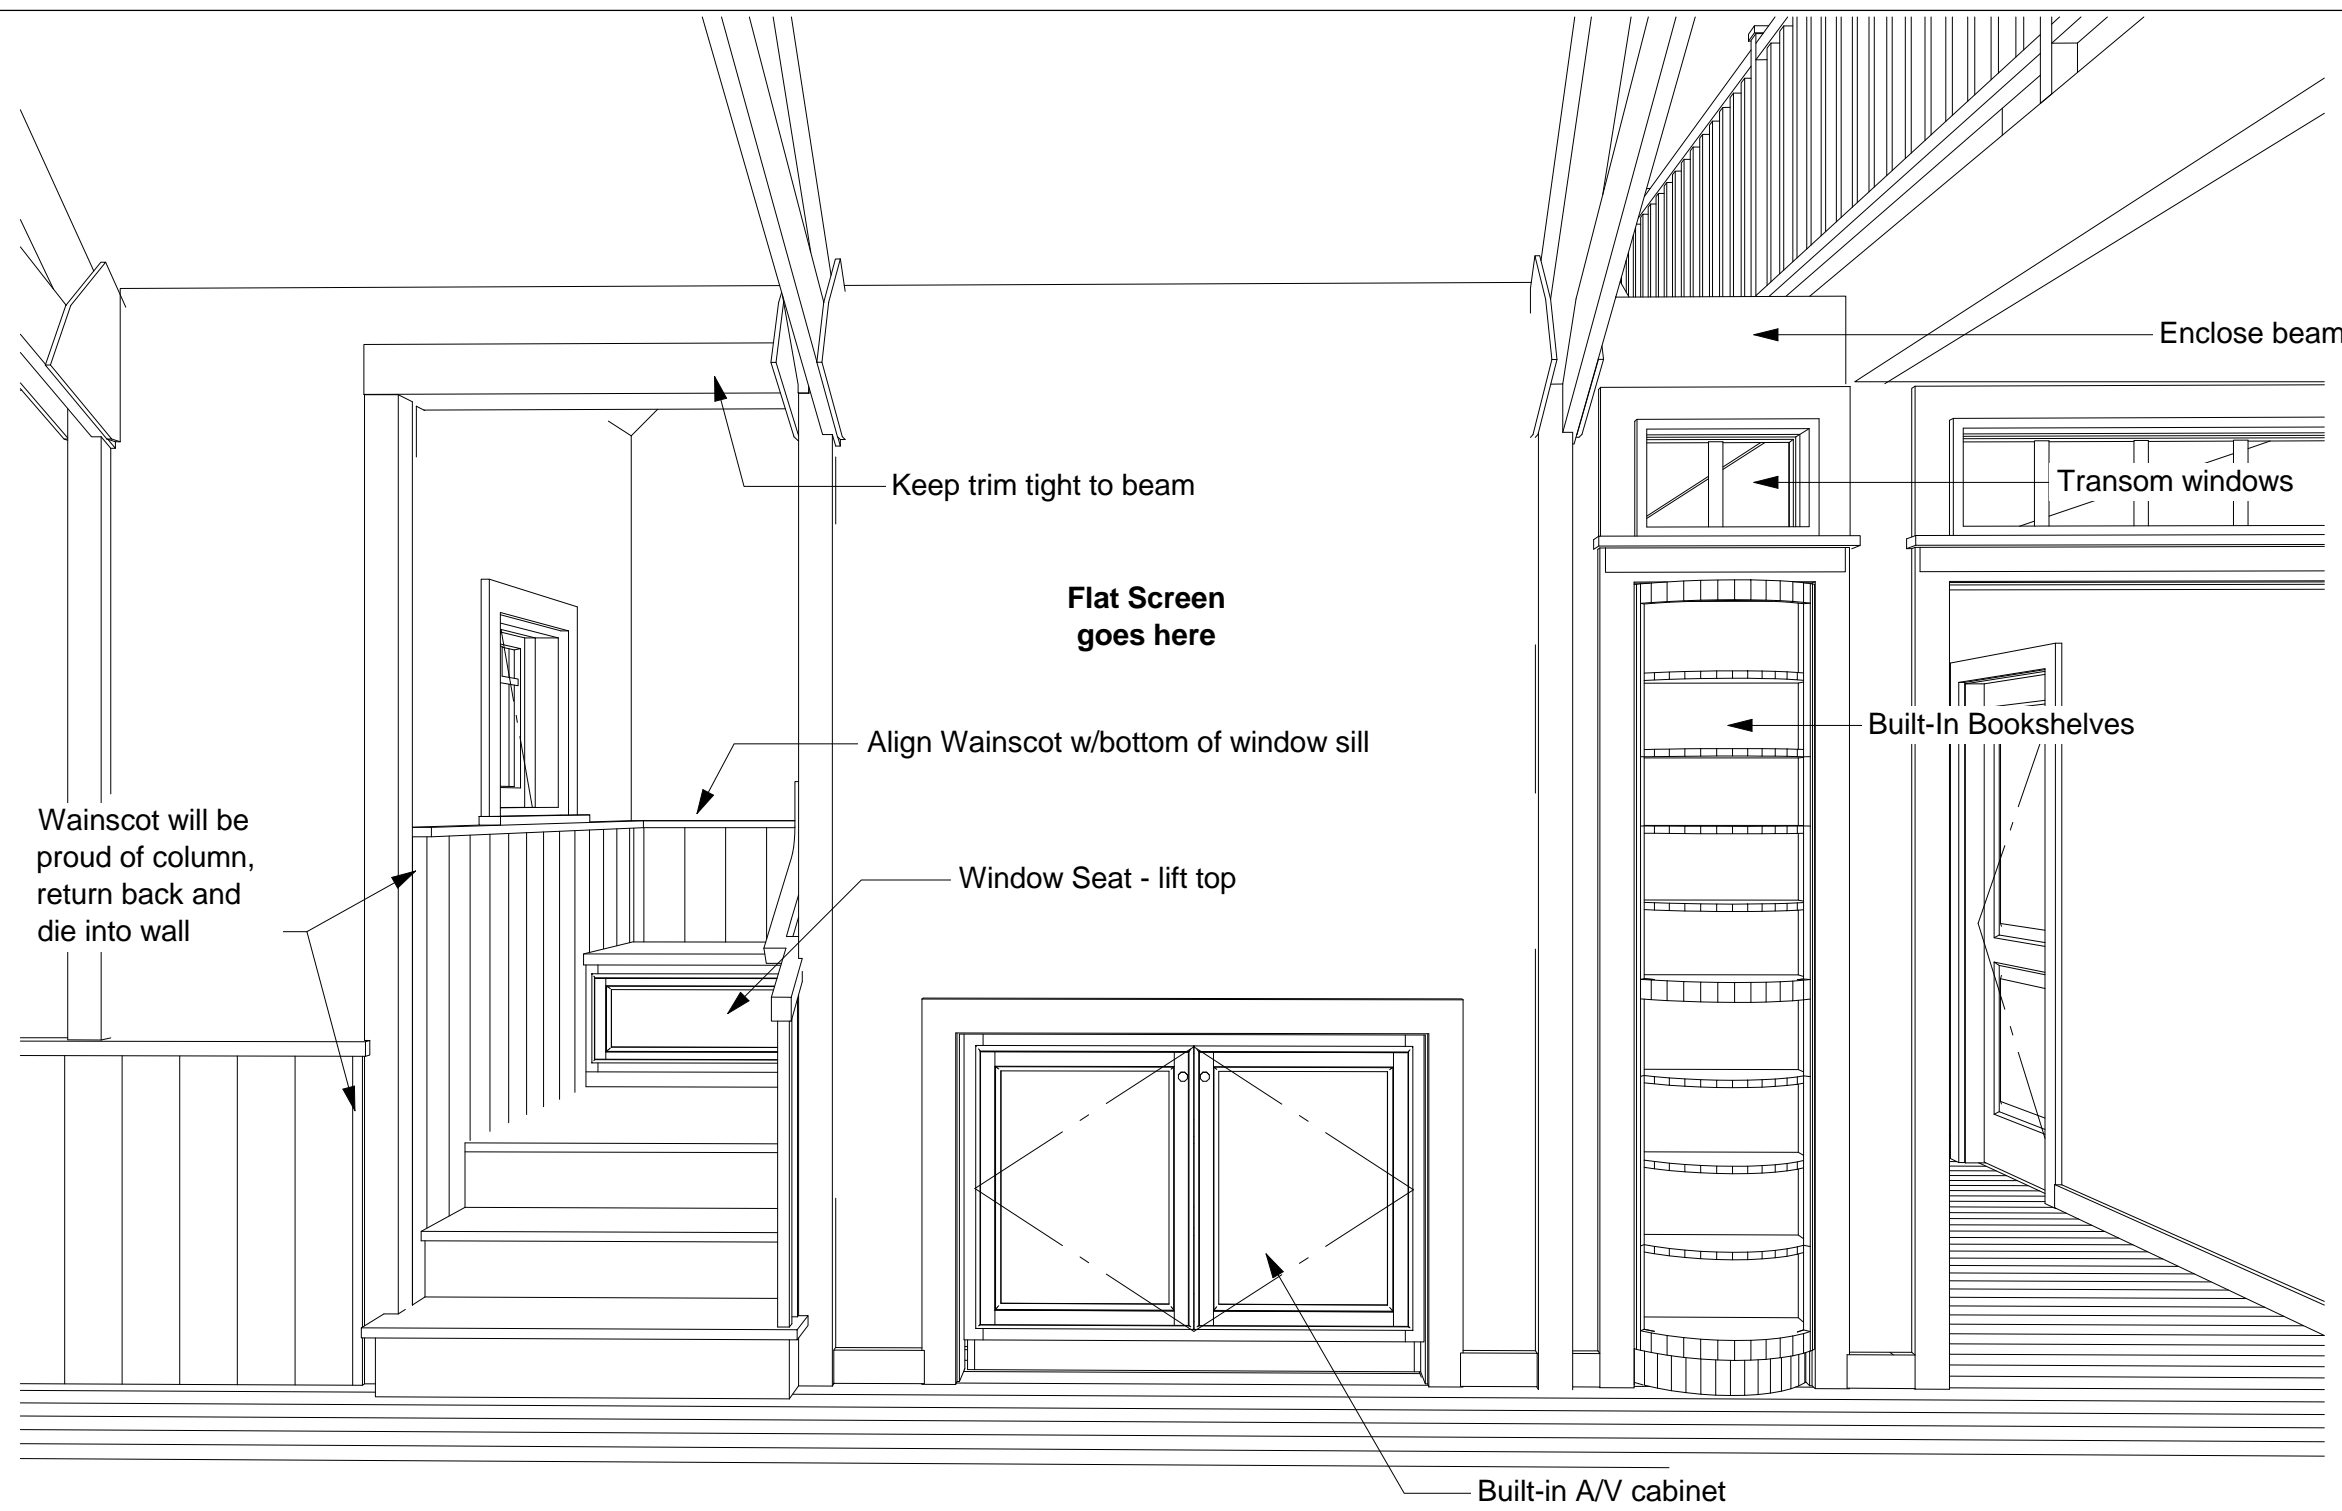 Enclose beam
Keep trim tight to beam
Transom windows
Flat Screen
goes here
Built-In Bookshelves
Align Wainscot w/bottom of window sill
Wainscot will be
proud of column,
return back and
die into wall
Window Seat - lift top
Built-in A/V cabinet